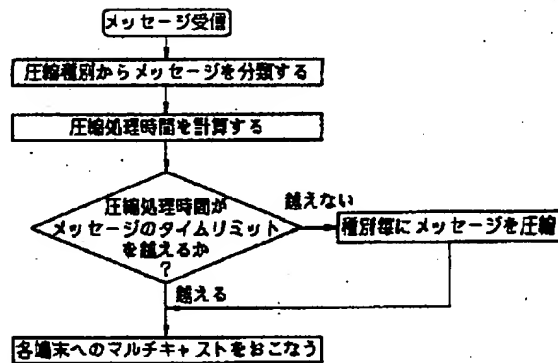 メッセージ受信
圧縮種別からメッセージを分類する
圧縮処理時間を計算する
圧縮処理時間が
メッセージのタイムリミット
を越えるか
?
越えない
種別毎にメッセージを圧縮
越える
各端末へのマルチキャストをおこなう